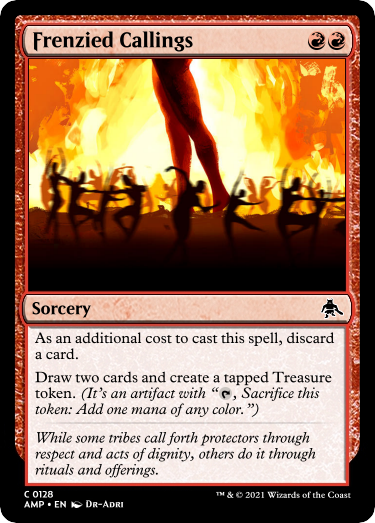 Frenzied Callings
Sorcery
As an additional cost to cast this spell, discard
a card.
Draw two cards and create a tapped Treasure
token. (It's an artifact with “, Sacrifice this
token: Add one mana of any color.”)
While some tribes call forth protectors through
respect and acts of dignity, others do it through
rituals and offerings.
C 0128
AMP • EN Dr-Adri
™ & © 2021 Wizards of the Coast